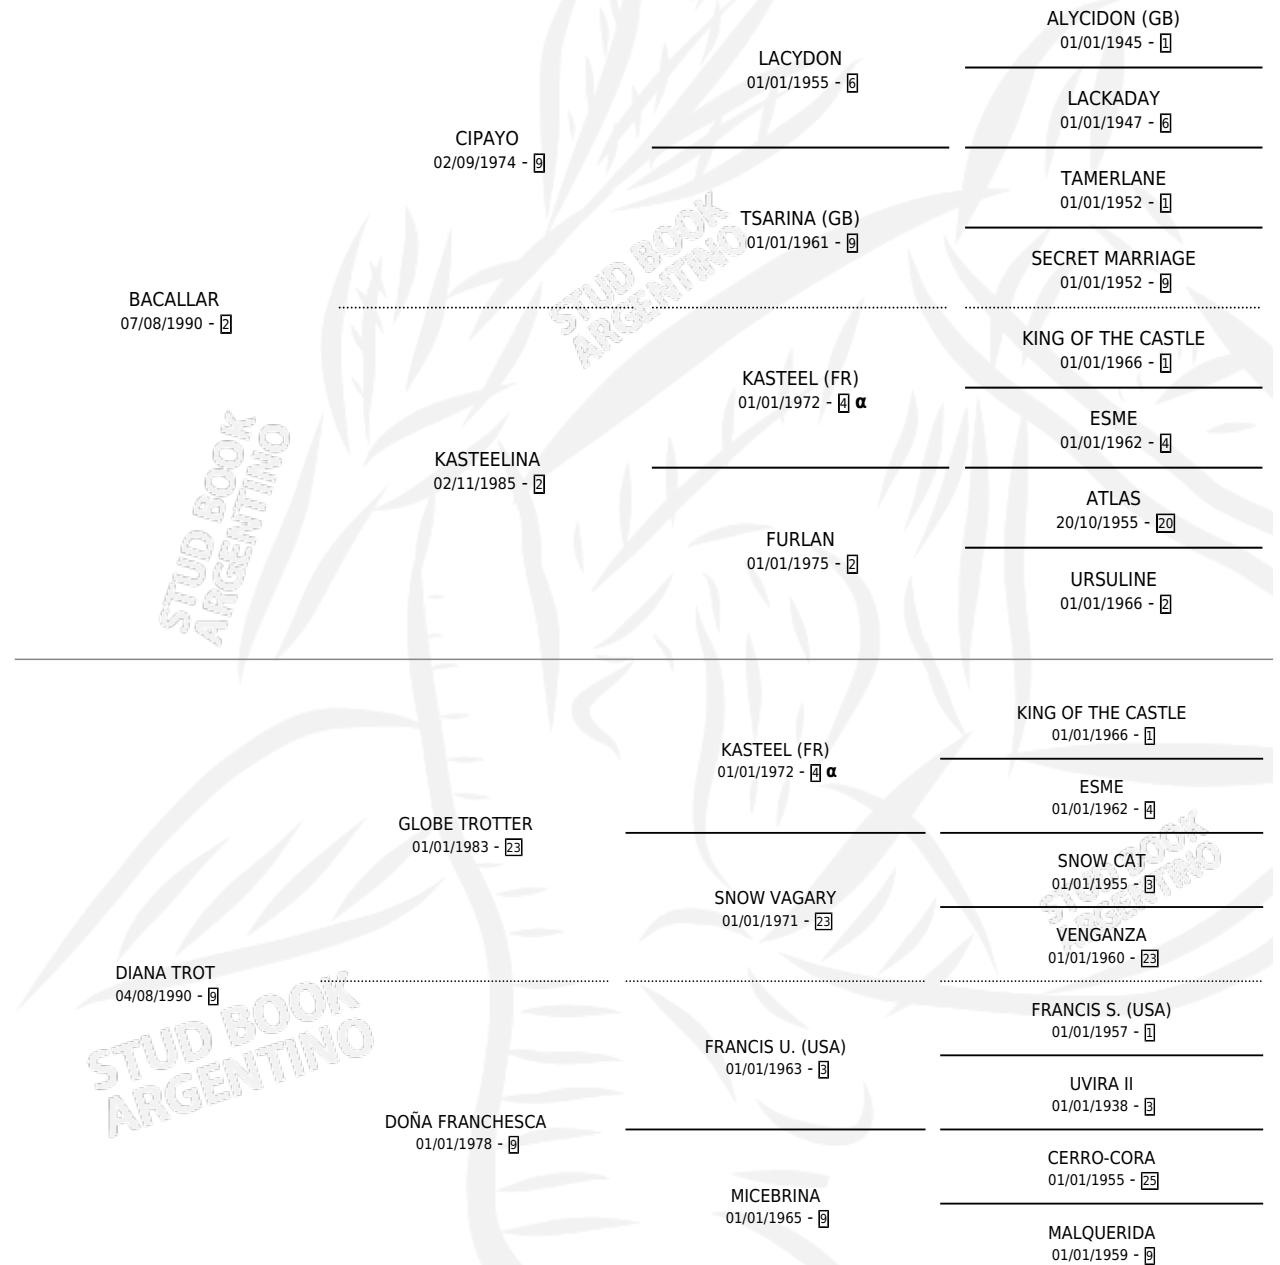 ALYCIDON (GB)
01/01/1945 - 1
LACYDON
01/01/1955 - 6
LACKADAY
01/01/1947 - 6
CIPAYO
02/09/1974 - 9
TAMERLANE
01/01/1952 - 1
TSARINA (GB)
01/01/1961 - 9
SECRET MARRIAGE
01/01/1952 - 9
BACALLAR
07/08/1990 - 2
KING OF THE CASTLE
01/01/1966 - 1
KASTEEL (FR)
01/01/1972 - 4 α
ESME
01/01/1962 - 4
KASTEELINA
02/11/1985 - 2
ATLAS
20/10/1955 - 20
FURLAN
01/01/1975 - 2
URSULINE
01/01/1966 - 2
KING OF THE CASTLE
01/01/1966 - 1
KASTEEL (FR)
01/01/1972 - 4 α
ESME
01/01/1962 - 4
GLOBE TROTTER
01/01/1983 - 23
SNOW CAT
01/01/1955 - 3
SNOW VAGARY
01/01/1971 - 23
VENGANZA
01/01/1960 - 23
DIANA TROT
04/08/1990 - 9
FRANCIS S. (USA)
01/01/1957 - 1
FRANCIS U. (USA)
01/01/1963 - 3
UVIRA II
01/01/1938 - 3
DOÑA FRANCHESCA
01/01/1978 - 9
CERRO-CORA
01/01/1955 - 25
MICEBRINA
01/01/1965 - 9
MALQUERIDA
01/01/1959 - 9
STUD BOOK
ARGENTINO
STUD BOOK
ARGENTINO
STUD BOOK
ARGENTINO
STUD BOOK
ARGENTINO